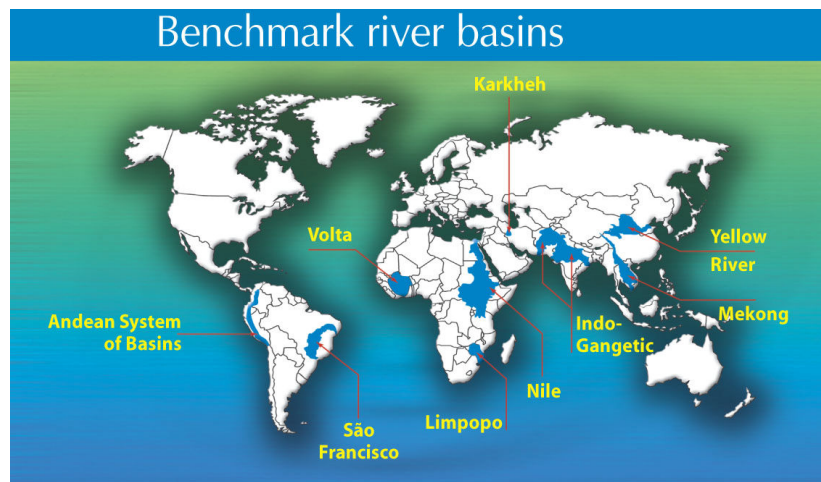 Benchmark river basins
Karkheh
Volta
Yellow
River
Andean System
of Basins
Indo-
Gangetic
Mekong
Nile
Limpopo
São
Francisco